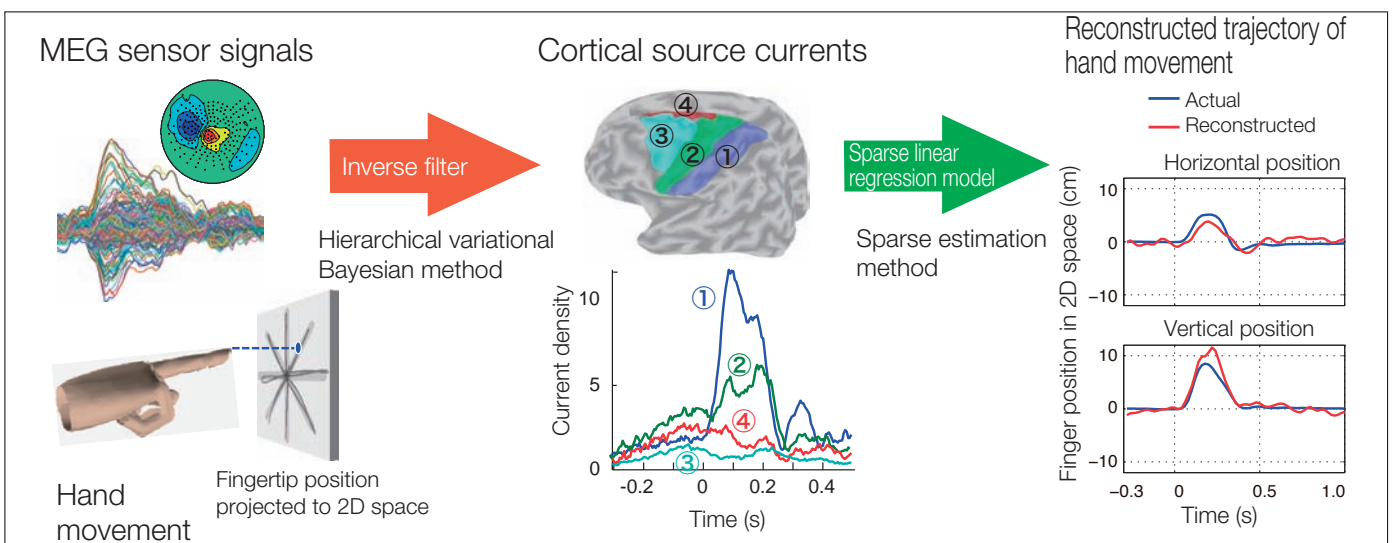 MEG sensor signals
Inverse filter
Hierarchical variational
Bayesian method
Hand
movement
Fingertip position
projected to 2D space
Cortical source currents
④
③
②
①
Current density
10
5
0
①
②
④
③
-0.2
0
0.2
0.4
Time (s)
Sparse linear
regression model
Sparse estimation
method
Reconstructed trajectory of
hand movement
Actual
Reconstructed
Finger position in 2D space (cm)
Horizontal position
10
0
−10
Vertical position
10
0
−10
−0.3
0
0.5
1.0
Time (s)